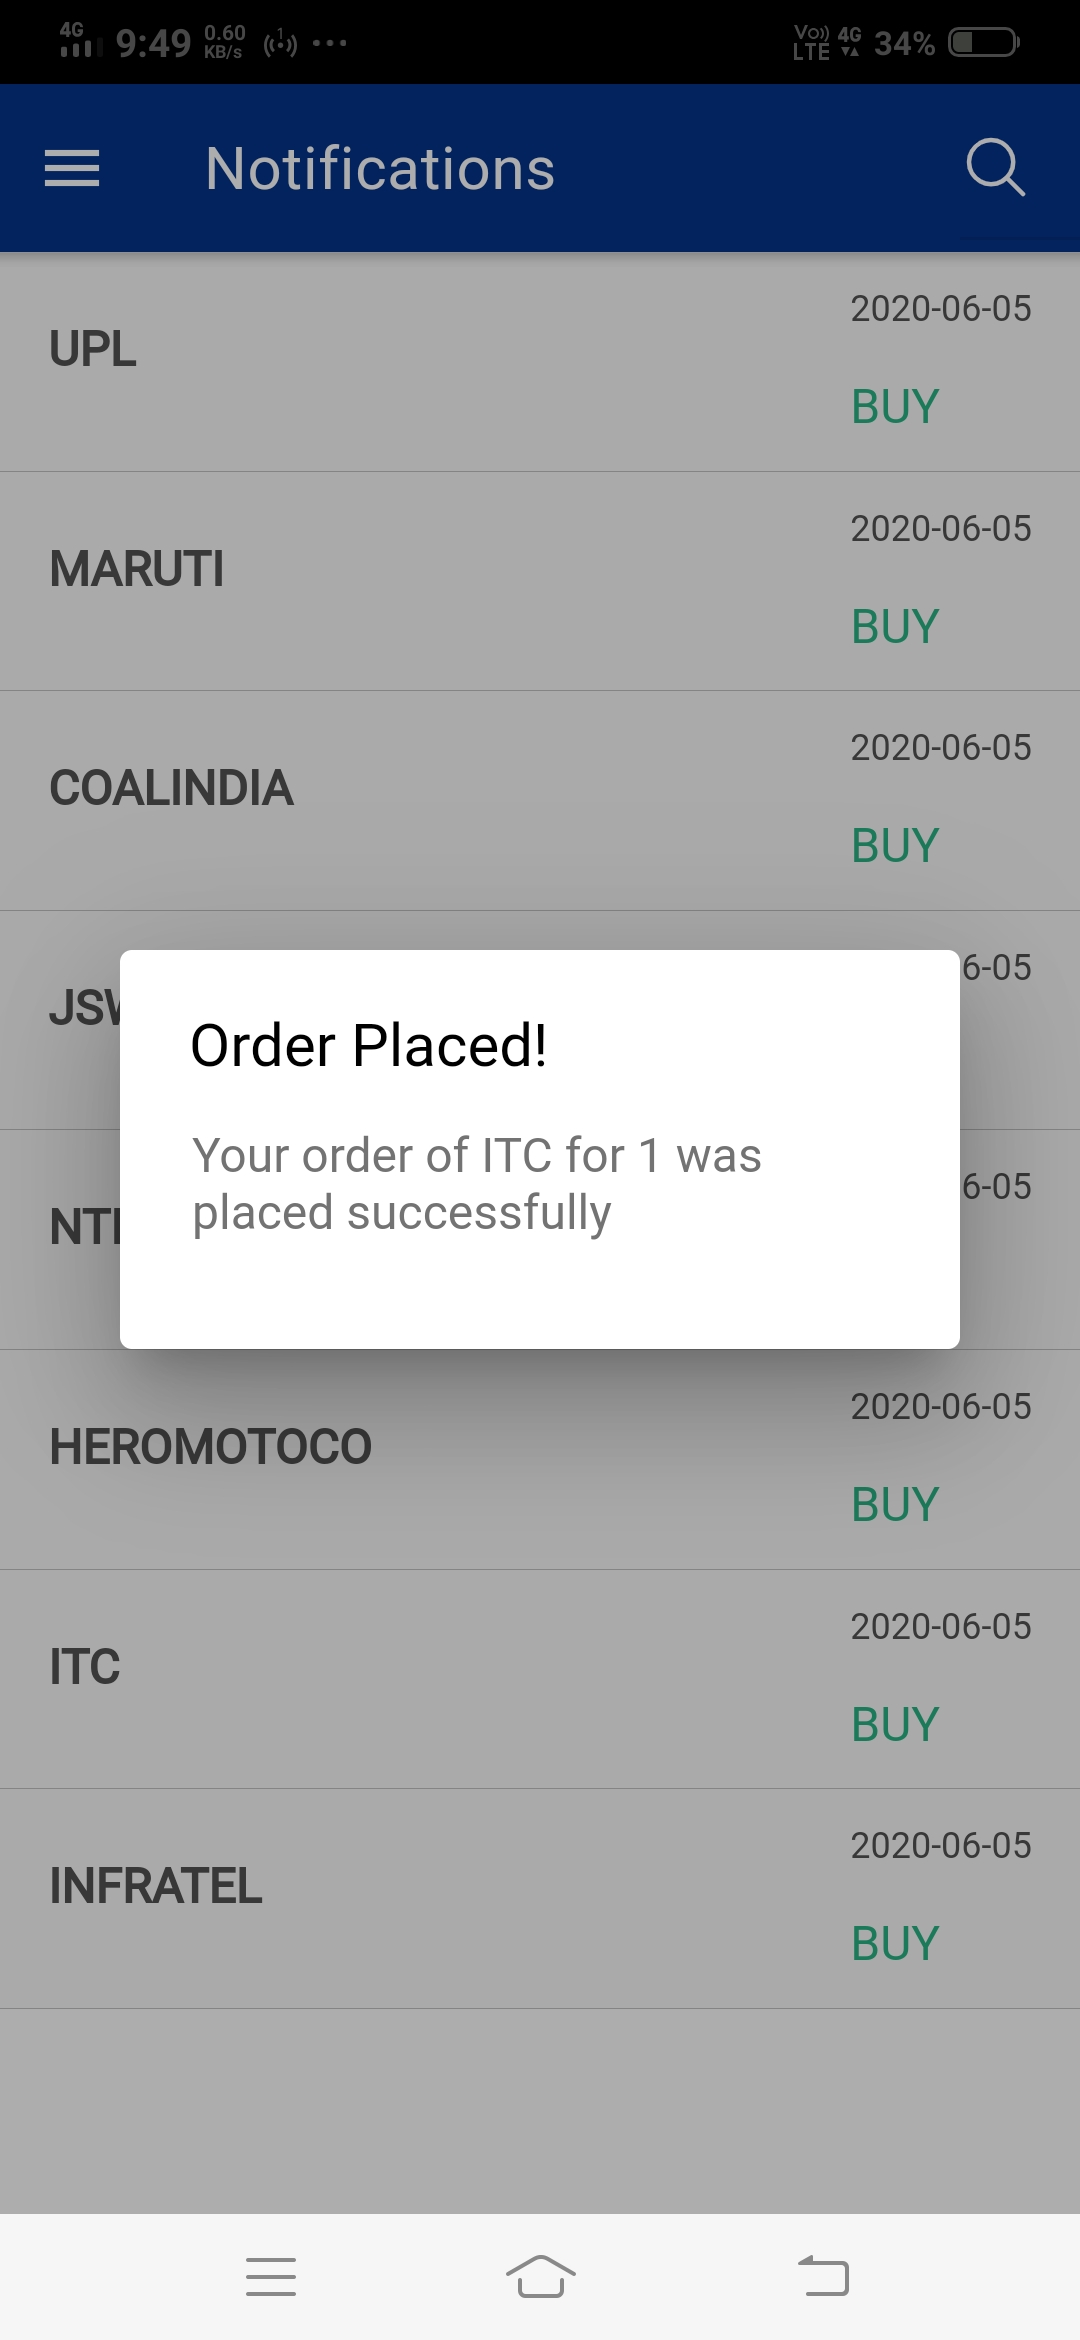 4G 9:49 0.60 KB/s 1 ... Vo)) LTE 4G 34%
Notifications
UPL 2020-06-05
BUY
MARUTI 2020-06-05
BUY
COALINDIA 2020-06-05
BUY
6-05
Order Placed!
Your order of ITC for 1 was
placed successfully
6-05
HEROMOTOCO 2020-06-05
BUY
ITC 2020-06-05
BUY
INFRATEL 2020-06-05
BUY